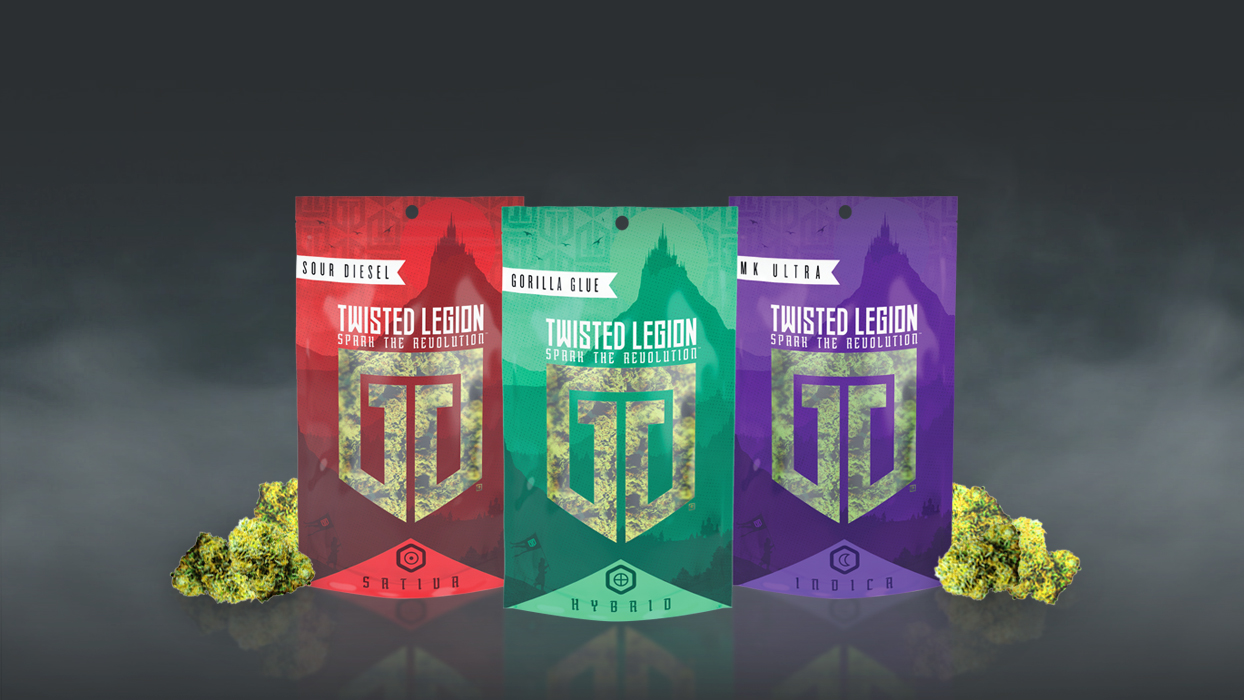 SOUR DIESEL
TWISTED LEGION
SPARK THE REVOLUTION
SATIVA
GORILLA GLUE
TWISTED LEGION
SPARK THE REVOLUTION
HYBRID
MK ULTRA
TWISTED LEGION
SPARK THE REVOLUTION
INDICA